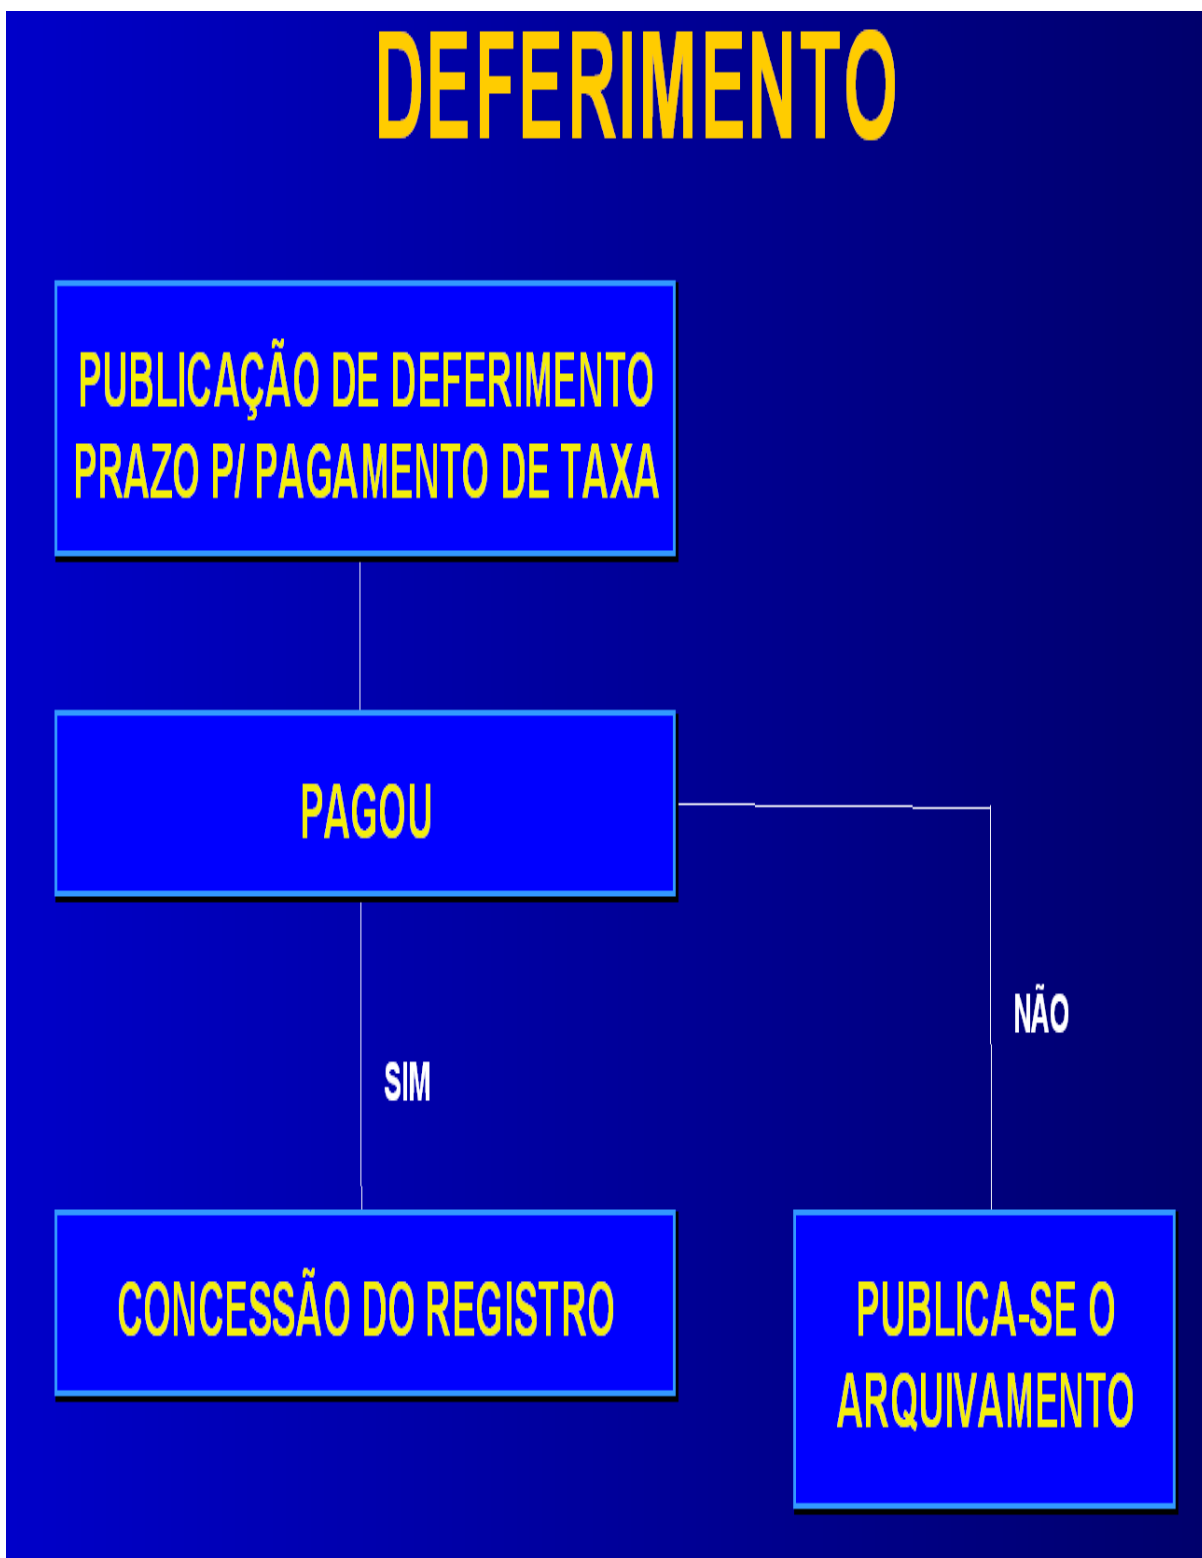 DEFERIMENTO
PUBLICAÇÃO DE DEFERIMENTO
PRAZO P/ PAGAMENTO DE TAXA
PAGOU
NÃO
SIM
CONCESSÃO DO REGISTRO
PUBLICA-SE O
ARQUIVAMENTO